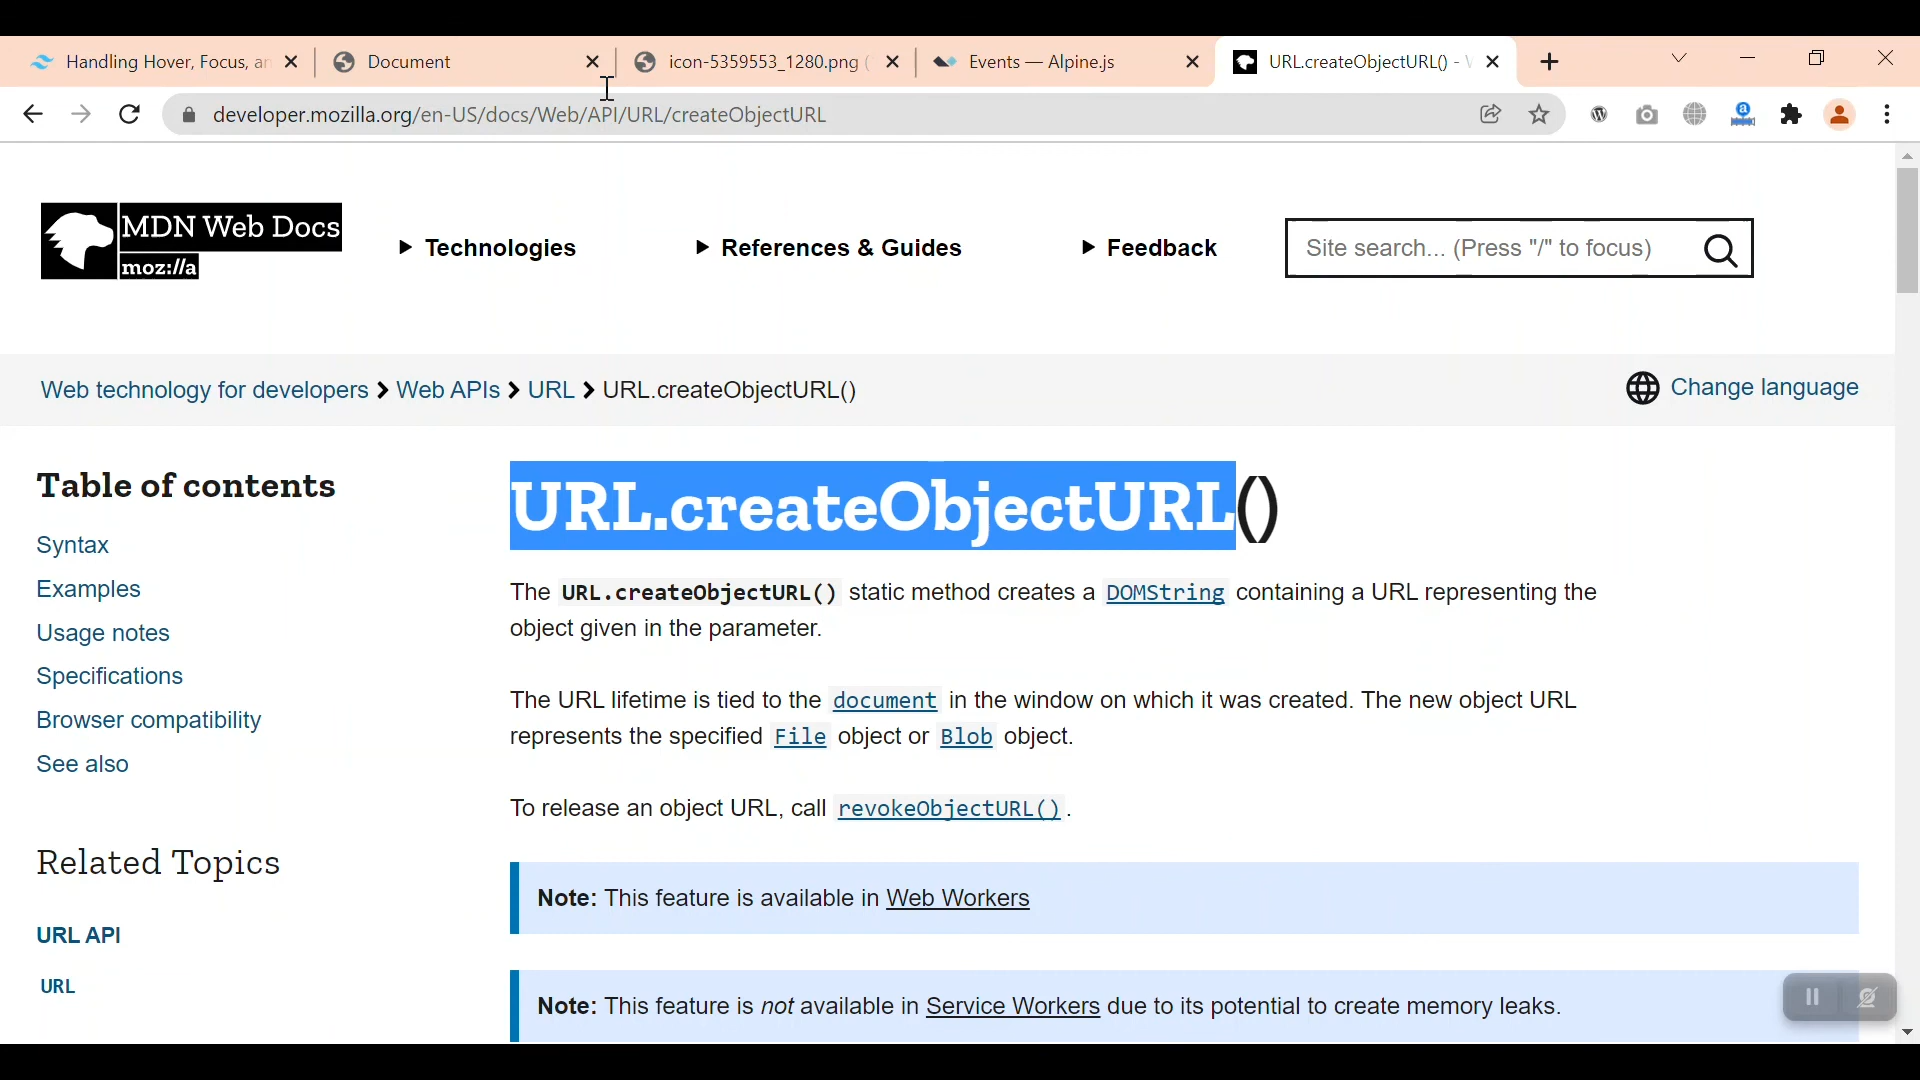 Handling Hover, Focus, an
Document
icon-5359553_1280.png (
Events — Alpine.js
URL.createObjectURL() -
developer.mozilla.org/en-US/docs/Web/API/URL/createObjectURL
MDN Web Docs
moz://a
Technologies
References & Guides
Feedback
Site search... (Press "/" to focus)
Web technology for developers
Web APIs
URL
URL.createObjectURL()
Change language
Table of contents
Syntax
Examples
Usage notes
Specifications
Browser compatibility
See also
Related Topics
URL API
URL
URL.createObjectURL()
The URL.createObjectURL() static method creates a DOMString containing a URL representing the
object given in the parameter.
The URL lifetime is tied to the document in the window on which it was created. The new object URL
represents the specified File object or Blob object.
To release an object URL, call revokeObjectURL().
Note: This feature is available in Web Workers
Note: This feature is not available in Service Workers due to its potential to create memory leaks.